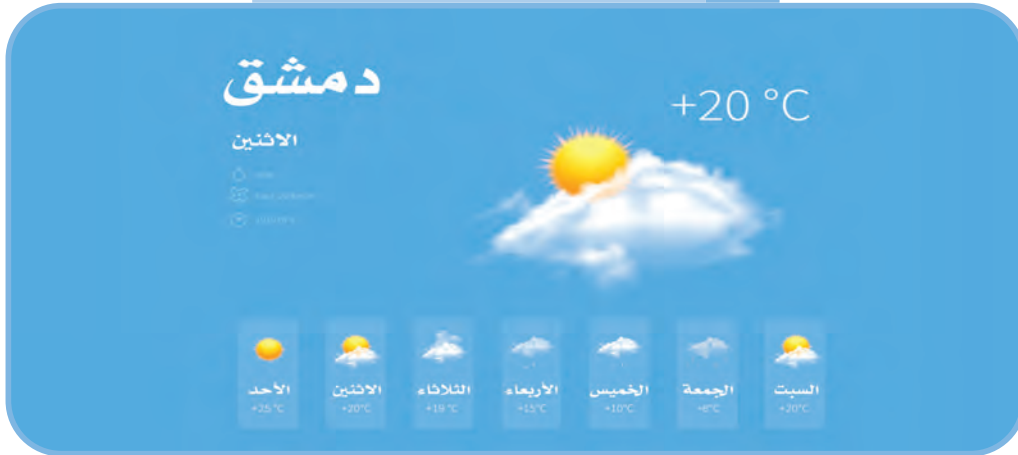 دمشق
+20 °C
الاثنين
السبت
+20°C
الجمعة
+8°C
الخميس
+10°C
الأربعاء
+15°C
الثلاثاء
+19 °C
الاثنين
+20°C
الأحد
+25 °C